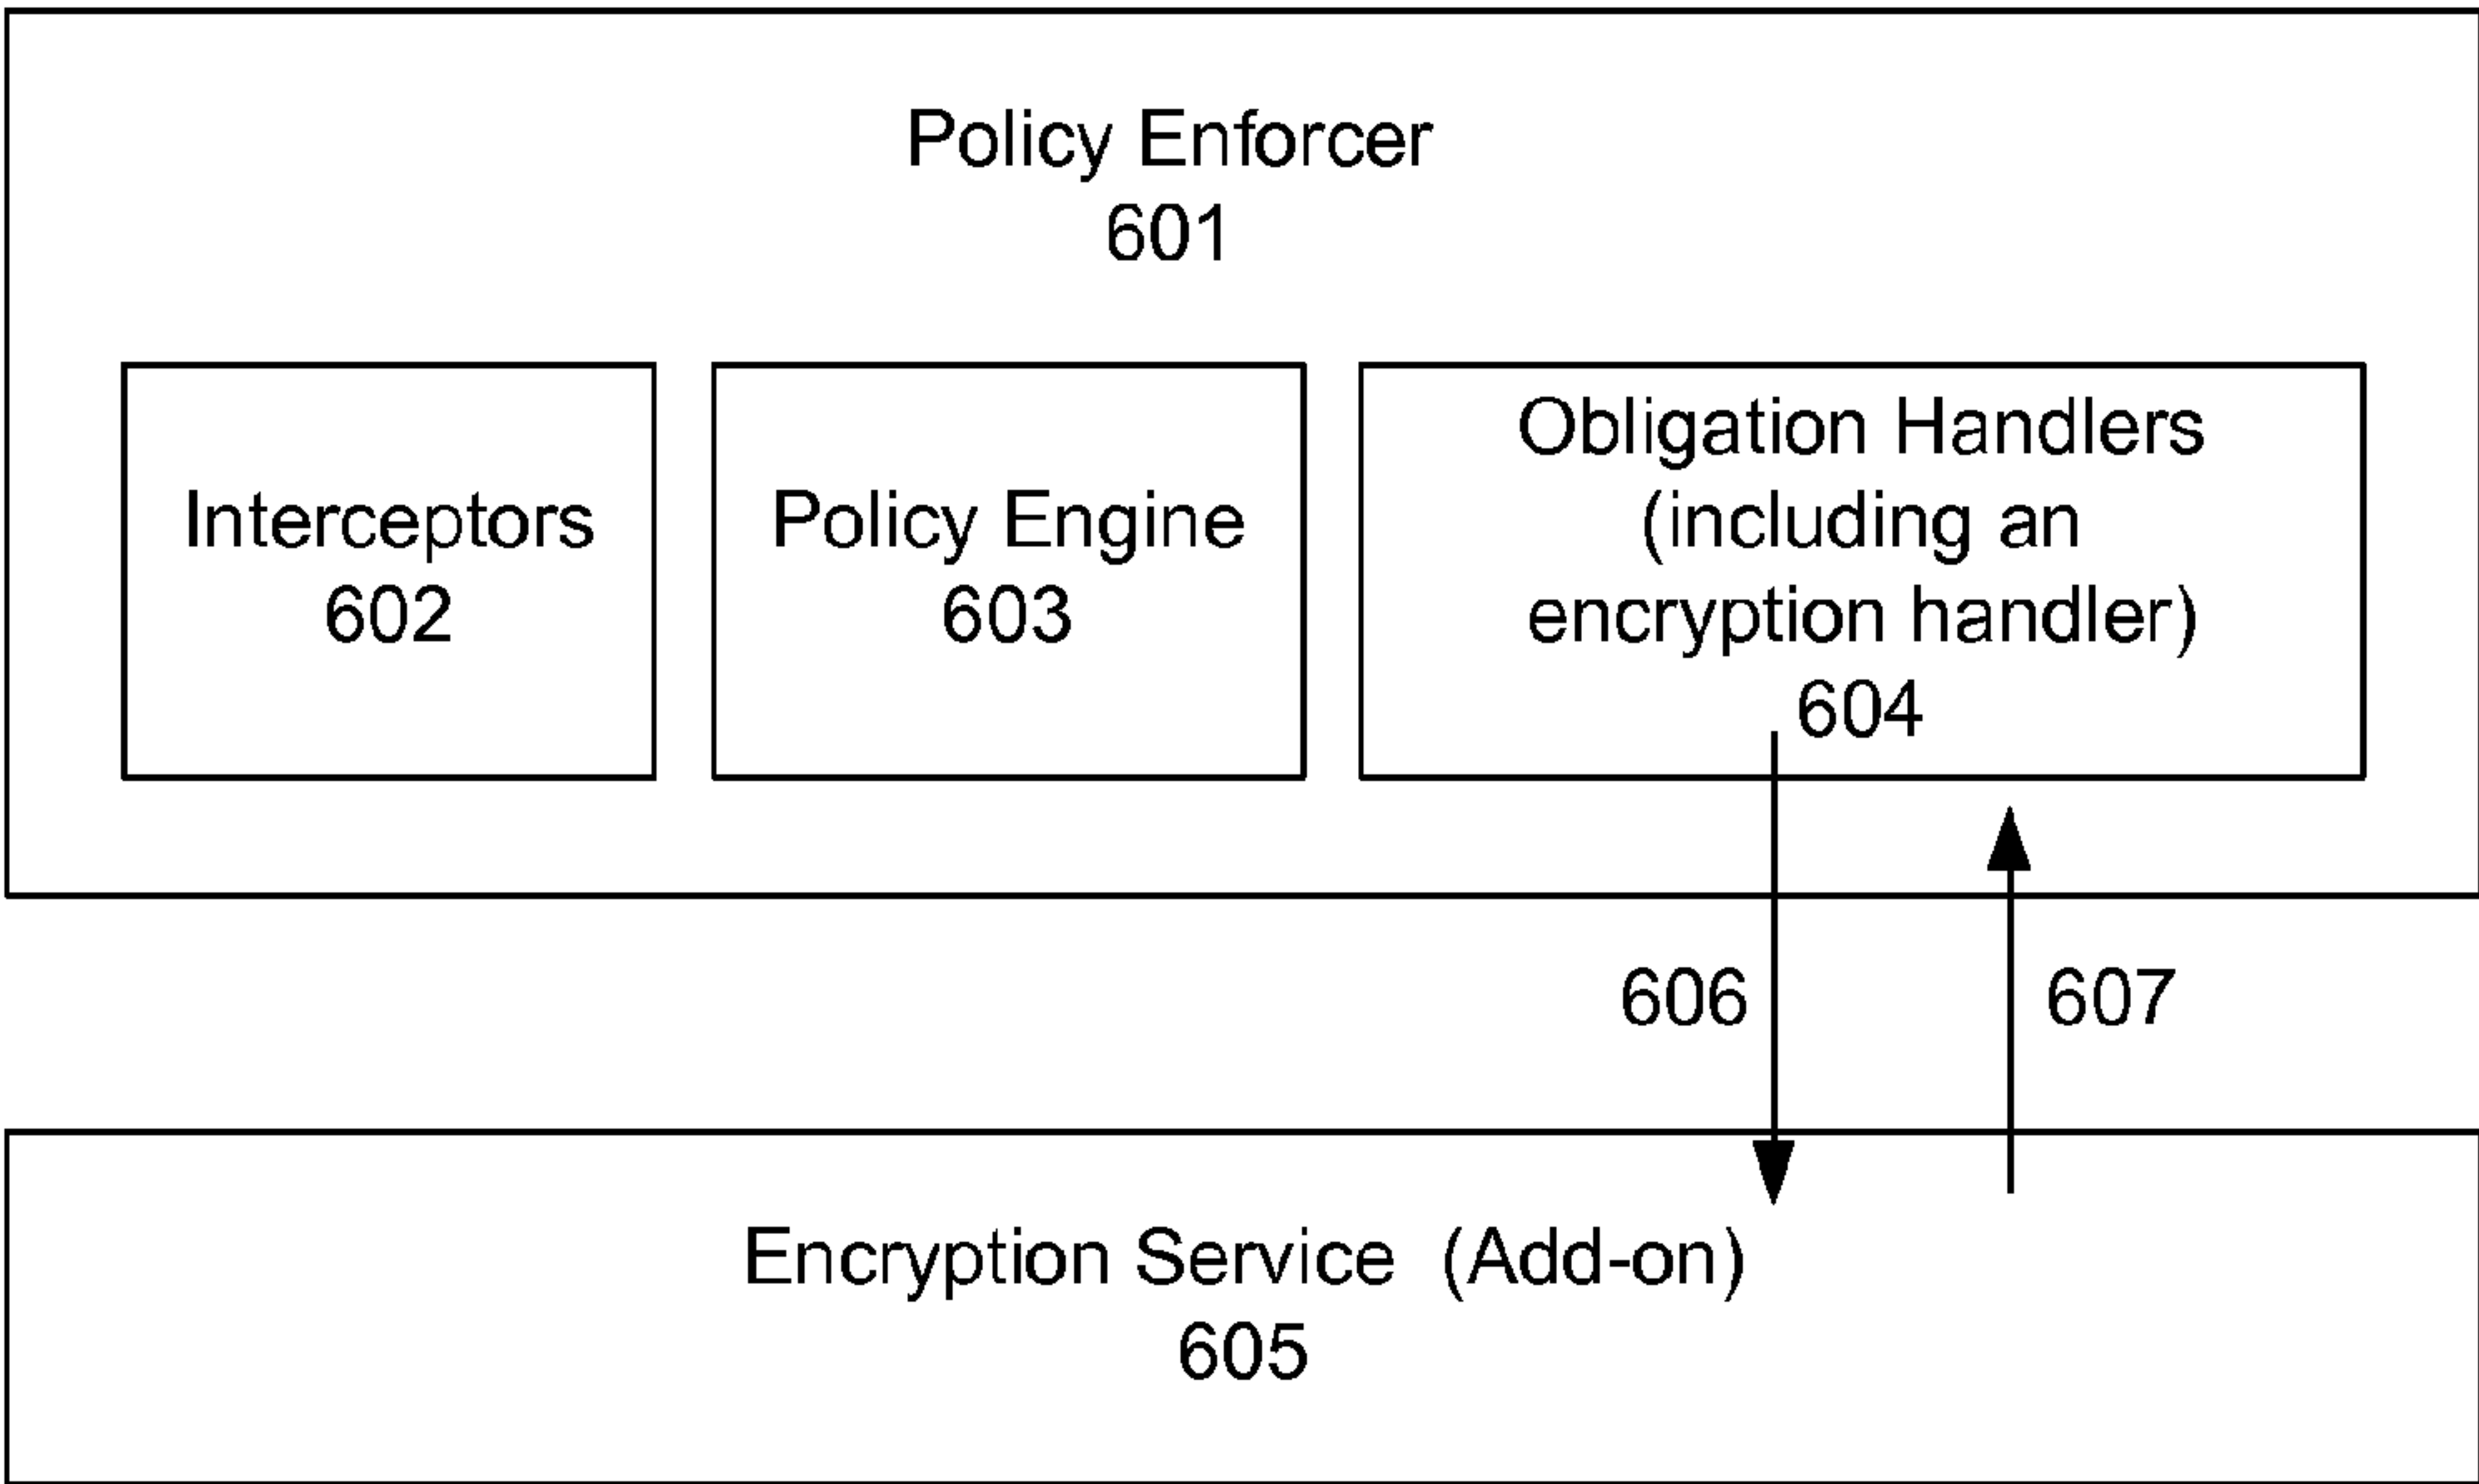 Policy Enforcer
601
Interceptors
602
Policy Engine
603
Obligation Handlers
(including an
encryption handler)
604
606
607
Encryption Service (Add-on)
605